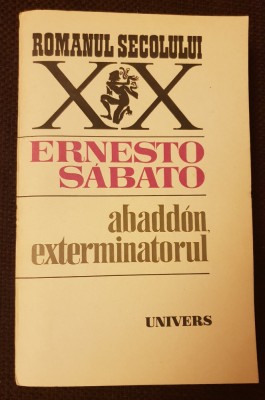 ROMANUL SECOLULUI
XX
ERNESTO
SÁBATO
abaddón,
exterminatorul
UNIVERS